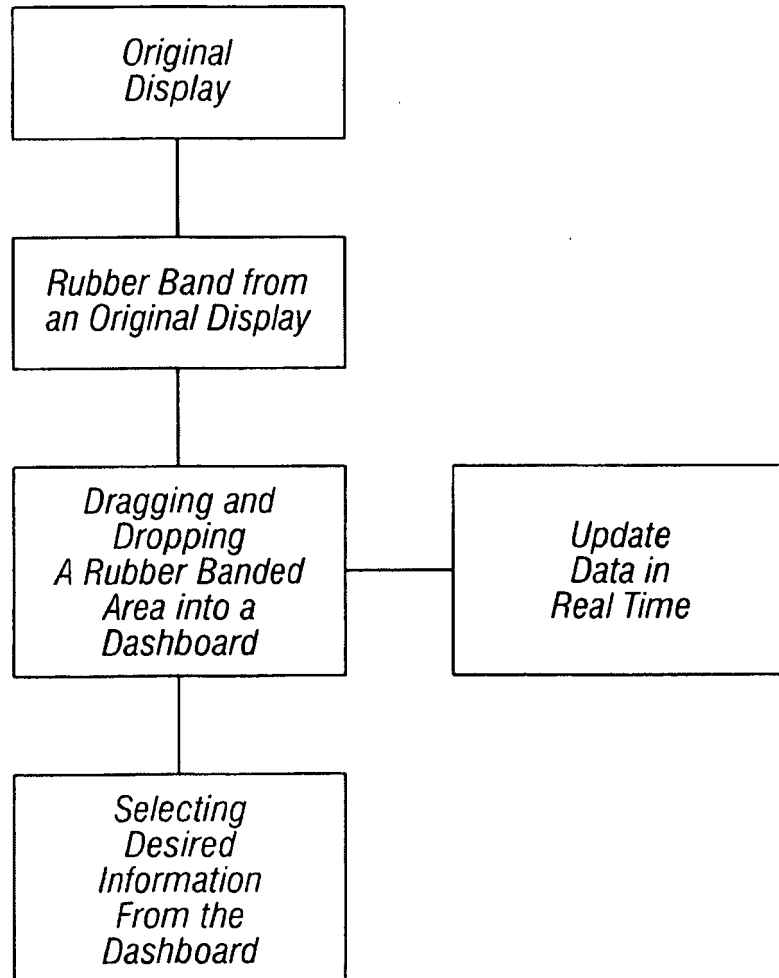 Original
Display
Rubber Band from
an Original Display
Dragging and
Dropping
A Rubber Banded
Area into a
Dashboard
Update
Data in
Real Time
Selecting
Desired
Information
From the
Dashboard